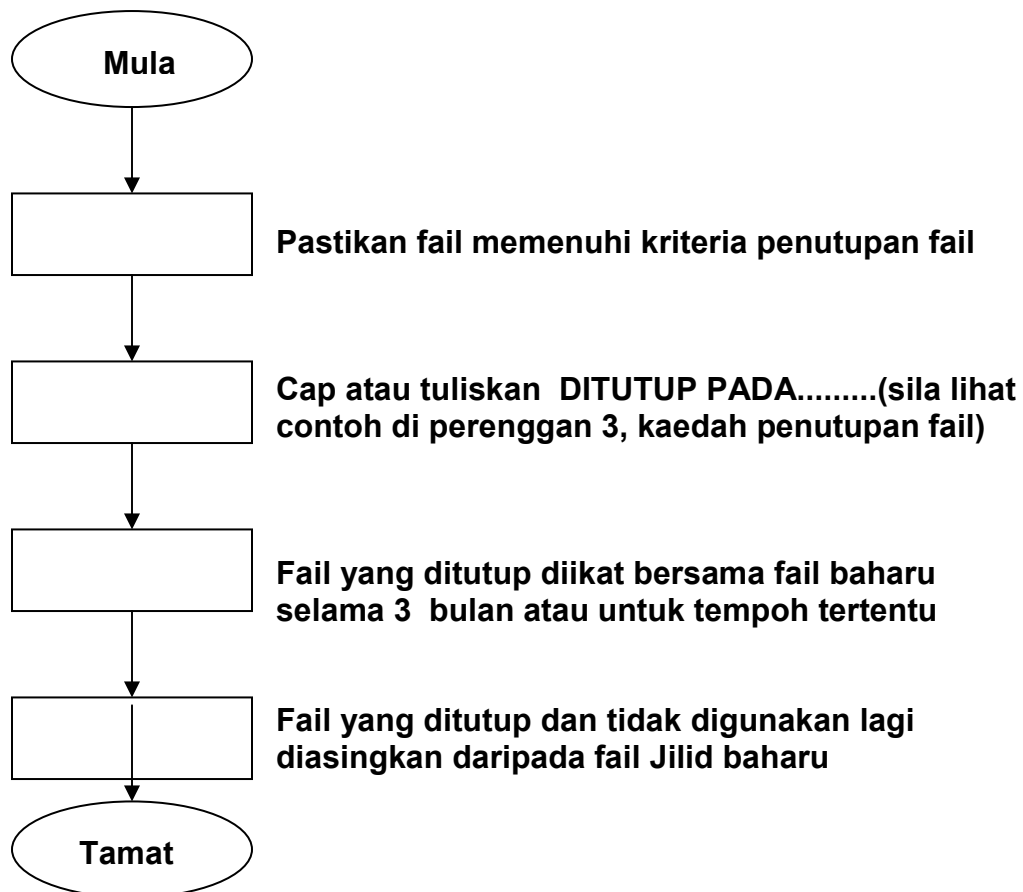 Mula
Pastikan fail memenuhi kriteria penutupan fail
Cap atau tuliskan  DITUTUP PADA.........(sila lihat
contoh di perenggan 3, kaedah penutupan fail)
Fail yang ditutup diikat bersama fail baharu
selama 3  bulan atau untuk tempoh tertentu
Fail yang ditutup dan tidak digunakan lagi
diasingkan daripada fail Jilid baharu
Tamat